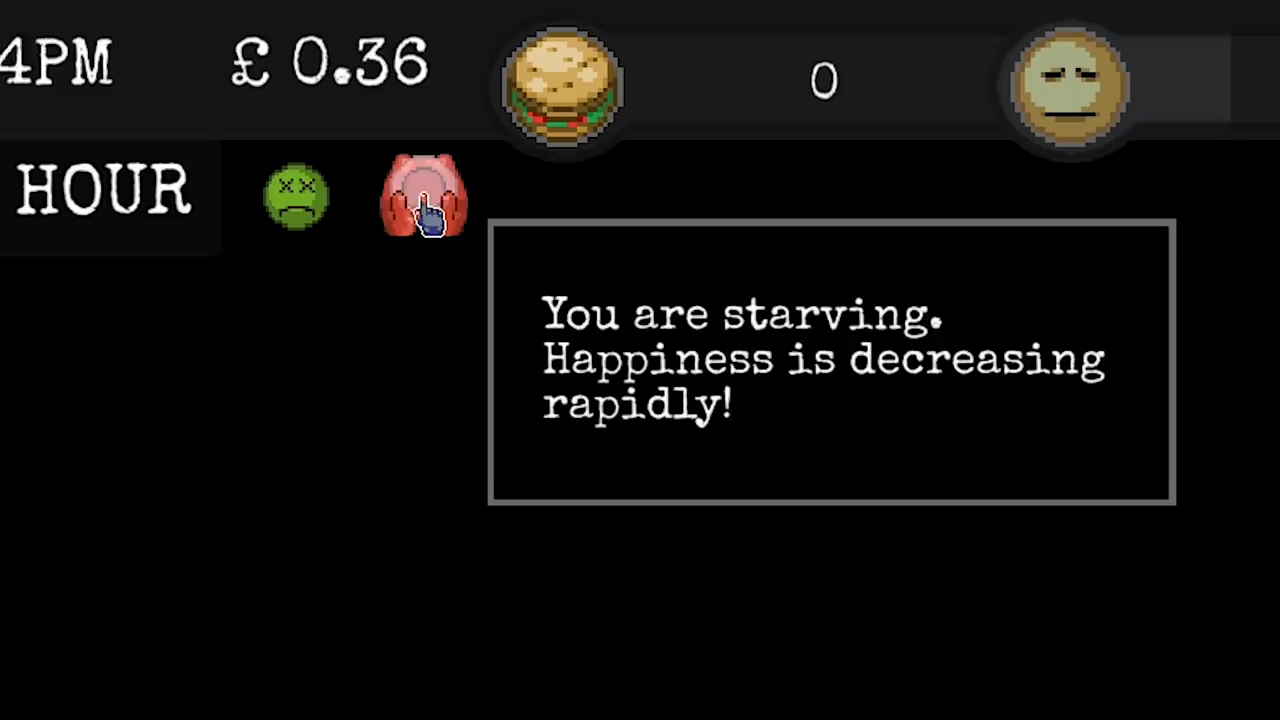 4PM £ 0.36 0
HOUR
You are starving.
Happiness is decreasing
rapidly!